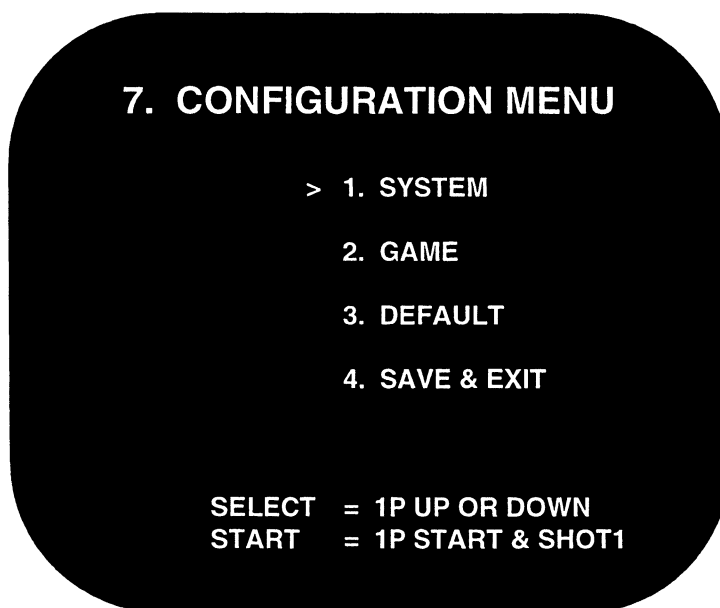 7. CONFIGURATION MENU
> 1. SYSTEM
2. GAME
3. DEFAULT
4. SAVE & EXIT
SELECT = 1P UP OR DOWN
START = 1P START & SHOT1